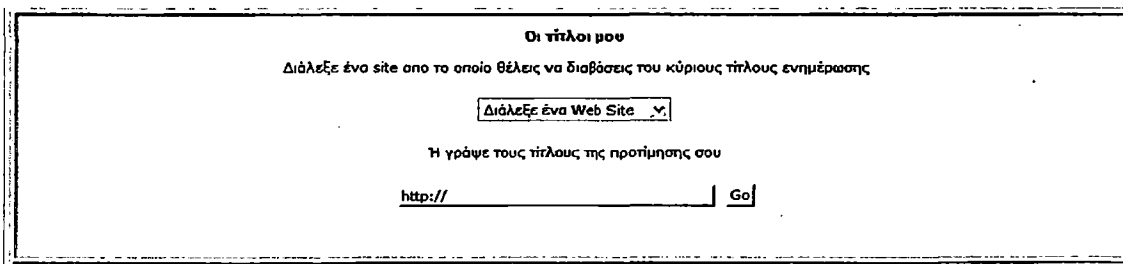 Οι τίτλοι μου
Διάλεξε ένα site απο το οποίο θέλεις να διαβάσεις του κύριους τίτλους ενημέρωσης
Διάλεξε ένα Web Site
Ή γράψε τους τίτλους της προτίμησης σου
http:// Go